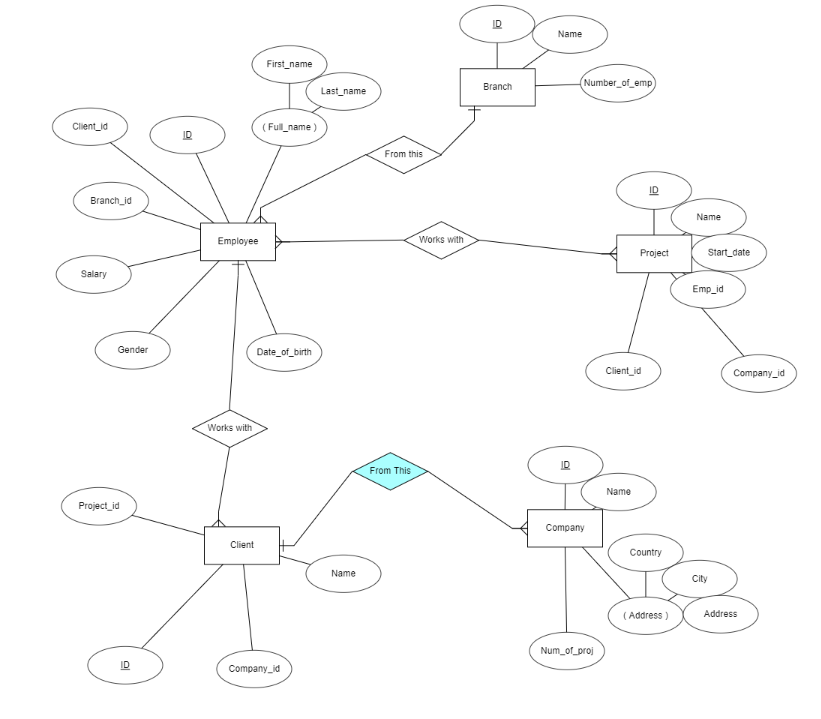 ID
Name
Branch
Number_of_emp
First_name
Last_name
( Full_name )
Client_id
ID
From this
Branch_id
Employee
Works with
Salary
Gender
Date_of_birth
ID
Name
Project
Start_date
Emp_id
Client_id
Company_id
Works with
From This
Project_id
Client
Name
ID
Company_id
ID
Name
Company
Country
City
( Address )
Address
Num_of_proj